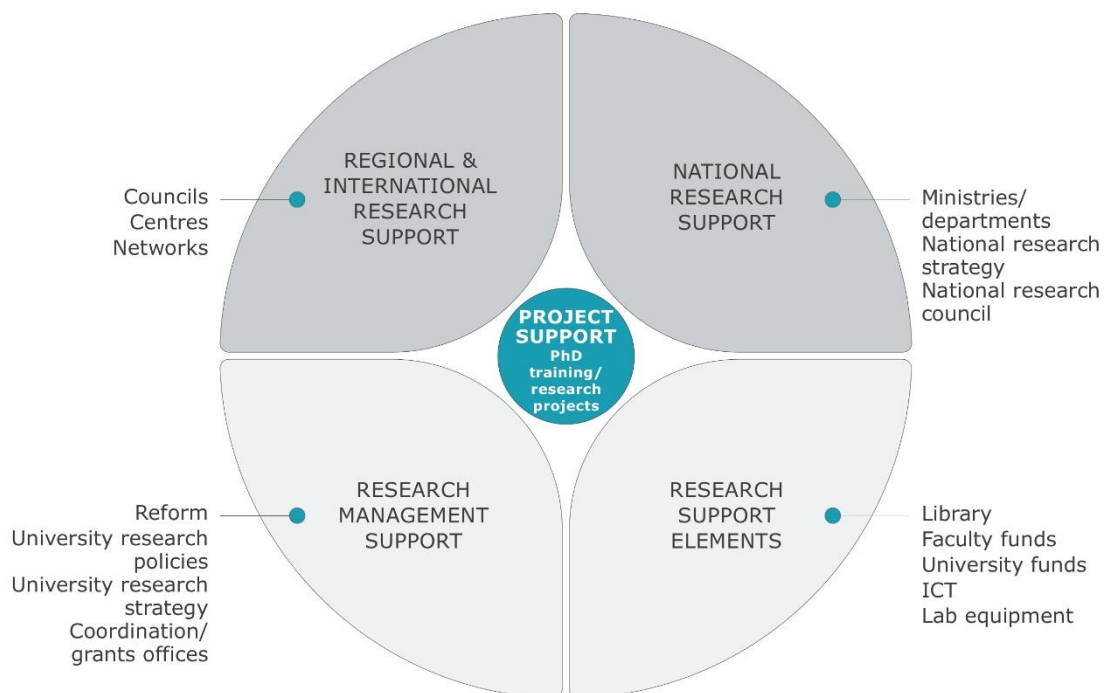 REGIONAL &
INTERNATIONAL
RESEARCH
SUPPORT
Councils
Centres
Networks
NATIONAL
RESEARCH
SUPPORT
Ministries/
departments
National research
strategy
National research
council
PROJECT
SUPPORT
PhD
training/
research
projects
RESEARCH
MANAGEMENT
SUPPORT
Reform
University research
policies
University research
strategy
Coordination/
grants offices
RESEARCH
SUPPORT
ELEMENTS
Library
Faculty funds
University funds
ICT
Lab equipment